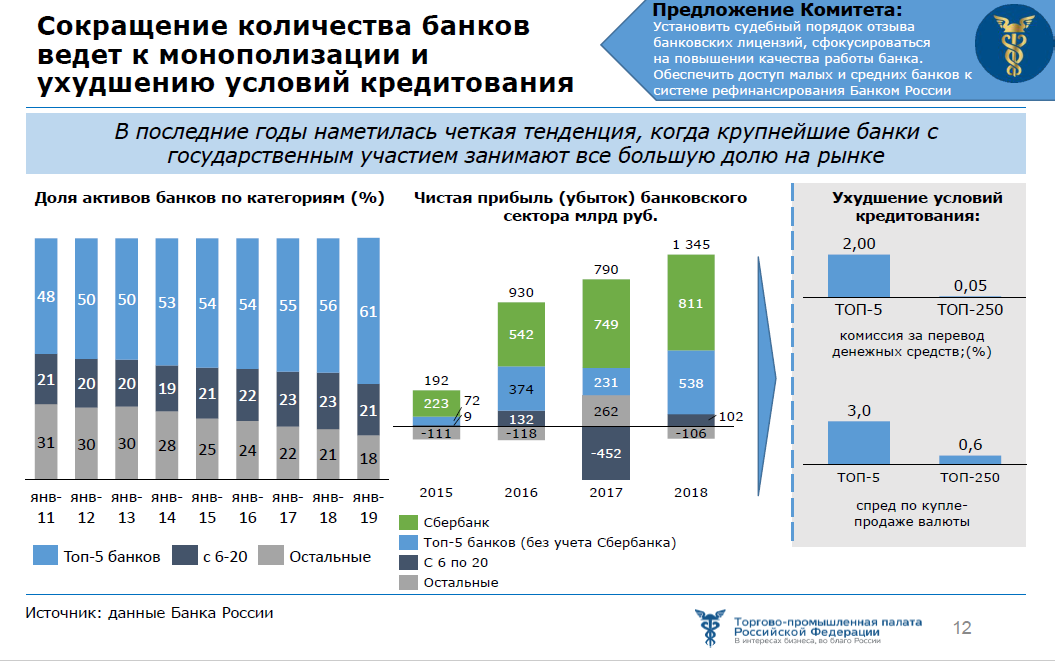 Сокращение количества банков
ведет к монополизации и
ухудшению условий кредитования
Предложение Комитета:
Установить судебный порядок отзыва
банковских лицензий, сфокусироваться
на повышении качества работы банка.
Обеспечить доступ малых и средних банков к
системе рефинансирования Банком России
В последние годы наметилась четкая тенденция, когда крупнейшие банки с
государственным участием занимают все большую долю на рынке
Доля активов банков по категориям (%)
48 50 50 53 54 54 55 56 61
21 20 20 19 21 22 23 23 21
31 30 30 28 25 24 22 21 18
янв- янв- янв- янв- янв- янв- янв- янв- янв-
11 12 13 14 15 16 17 18 19
Топ-5 банков с 6-20 Остальные
Чистая прибыль (убыток) банковского
сектора млрд руб.
192 930 790 1 345
223 542 749 811
72 374 231 538
9 132 262 102
-111 -118 -452 -106
2015 2016 2017 2018
Сбербанк
Топ-5 банков (без учета Сбербанка)
С 6 по 20
Остальные
Ухудшение условий
кредитования:
2,00
0,05
ТОП-5 ТОП-250
комиссия за перевод
денежных средств;(%)
3,0
0,6
ТОП-5 ТОП-250
спред по купле-
продаже валюты
Источник: данные Банка России
Торгово-промышленная палата
Российской Федерации
В интересах бизнеса, во благо России
12